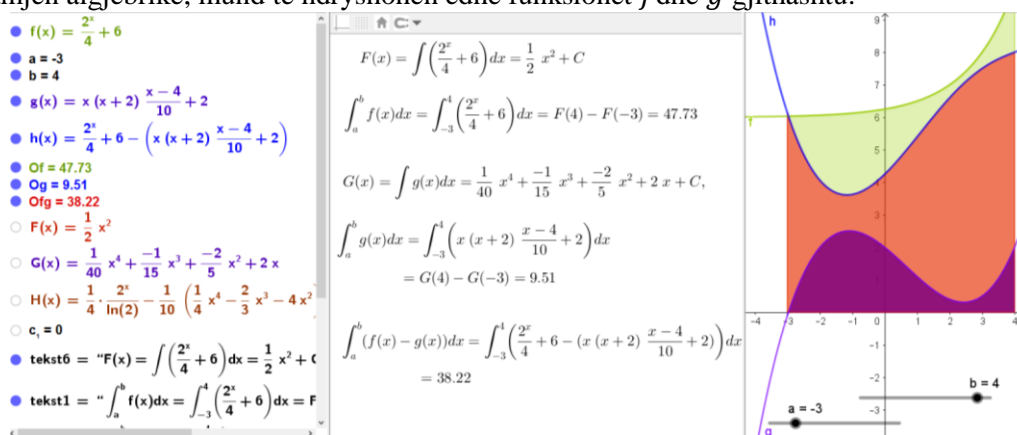 mjeti algjebrike, mund të ndryshohen edhe funksionet f dhe g gjithashtu.
f(x) = 2^x/4 + 6
a = -3
b = 4
g(x) = x (x + 2) (x − 4)/10 + 2
h(x) = 2^x/4 + 6 − (x (x + 2) (x − 4)/10 + 2)
Of = 47.73
Og = 9.51
Ofg = 38.22
F(x) = 1/2 x²
G(x) = 1/40 x⁴ + −1/15 x³ + −2/5 x² + 2 x
H(x) = 1/4 · 2^x/ln(2) − 1/10 (1/4 x⁴ − 2/3 x³ − 4 x²
c₁ = 0
tekst6 = "F(x) = ∫(2^x/4 + 6) dx = 1/2 x² + C
tekst1 = "∫_a^b f(x)dx = ∫_{-3}^4 (2^x/4 + 6) dx = F
F(x) = ∫(2^x/4 + 6) dx = 1/2 x² + C
∫_a^b f(x)dx = ∫_{-3}^4 (2^x/4 + 6) dx = F(4) − F(−3) = 47.73
G(x) = ∫ g(x)dx = 1/40 x⁴ + −1/15 x³ + −2/5 x² + 2 x + C,
∫_a^b g(x)dx = ∫_{-3}^4 (x (x + 2) (x − 4)/10 + 2) dx
= G(4) − G(−3) = 9.51
∫_a^b (f(x) − g(x))dx = ∫_{-3}^4 (2^x/4 + 6 − (x (x + 2) (x − 4)/10 + 2)) dx
= 38.22
h
9
8
7
6
f
5
4
3
-4 -3 -2 -1 0 1 2 3 4
-1
-2
-3
b = 4
a = -3
g